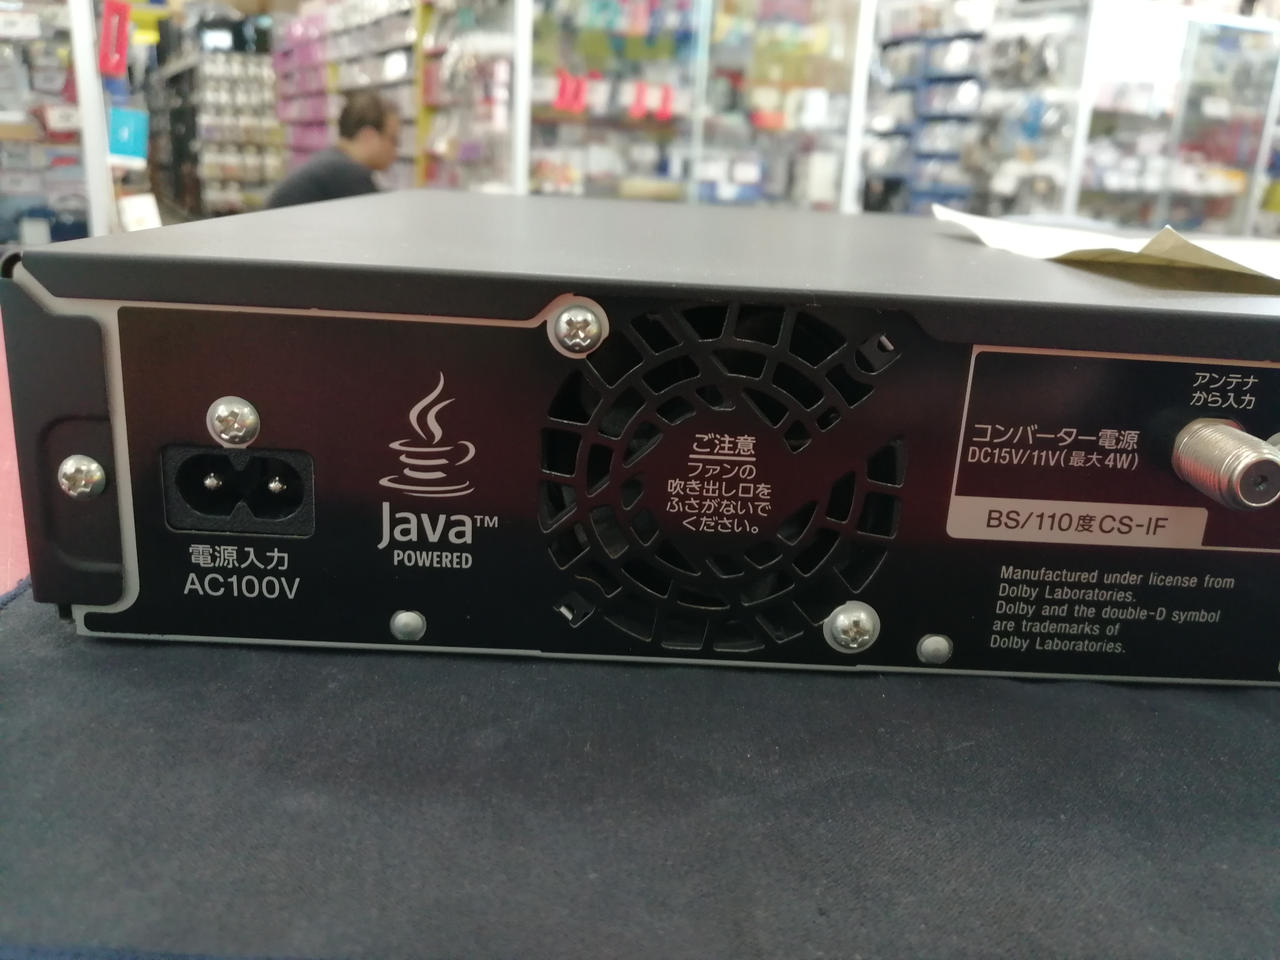 電源入力
AC100V
Java™
POWERED
ご注意
ファンの
吹き出し口を
ふさがないで
ください。
アンテナ
から入力
コンバーター電源
DC15V/11V(最大4W)
BS/110度CS-IF
Manufactured under license from
Dolby Laboratories.
Dolby and the double-D symbol
are trademarks of
Dolby Laboratories.